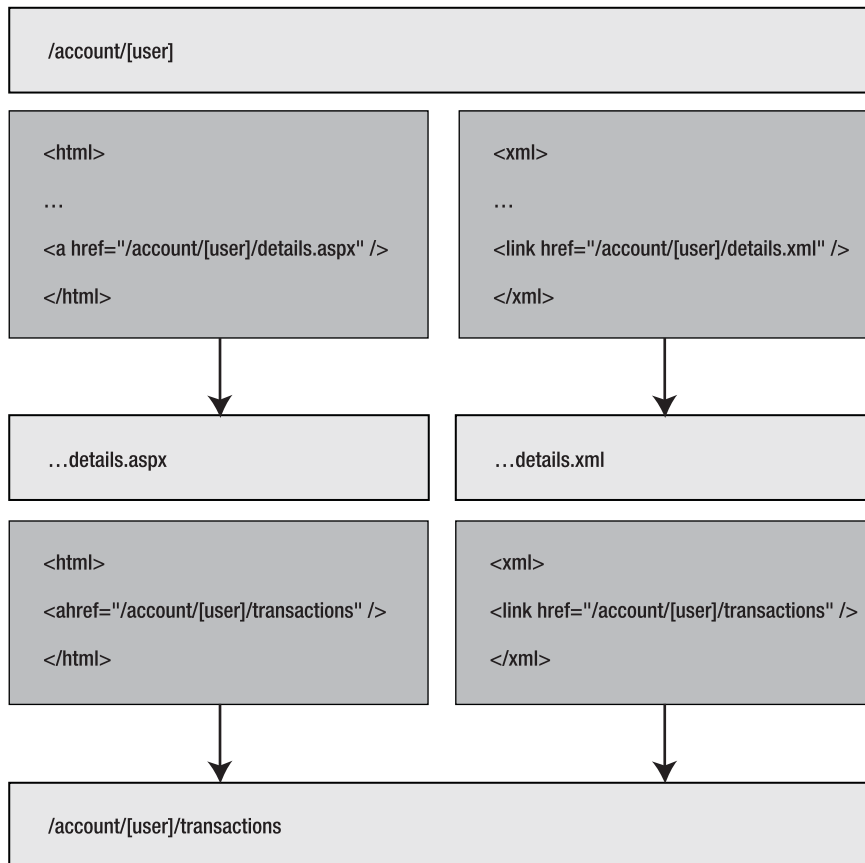 /account/[user]
<html>
…
<a href="/account/[user]/details.aspx" />
</html>
<xml>
…
<link href="/account/[user]/details.xml" />
</xml>
…details.aspx
…details.xml
<html>
<ahref="/account/[user]/transactions" />
</html>
<xml>
<link href="/account/[user]/transactions" />
</xml>
/account/[user]/transactions